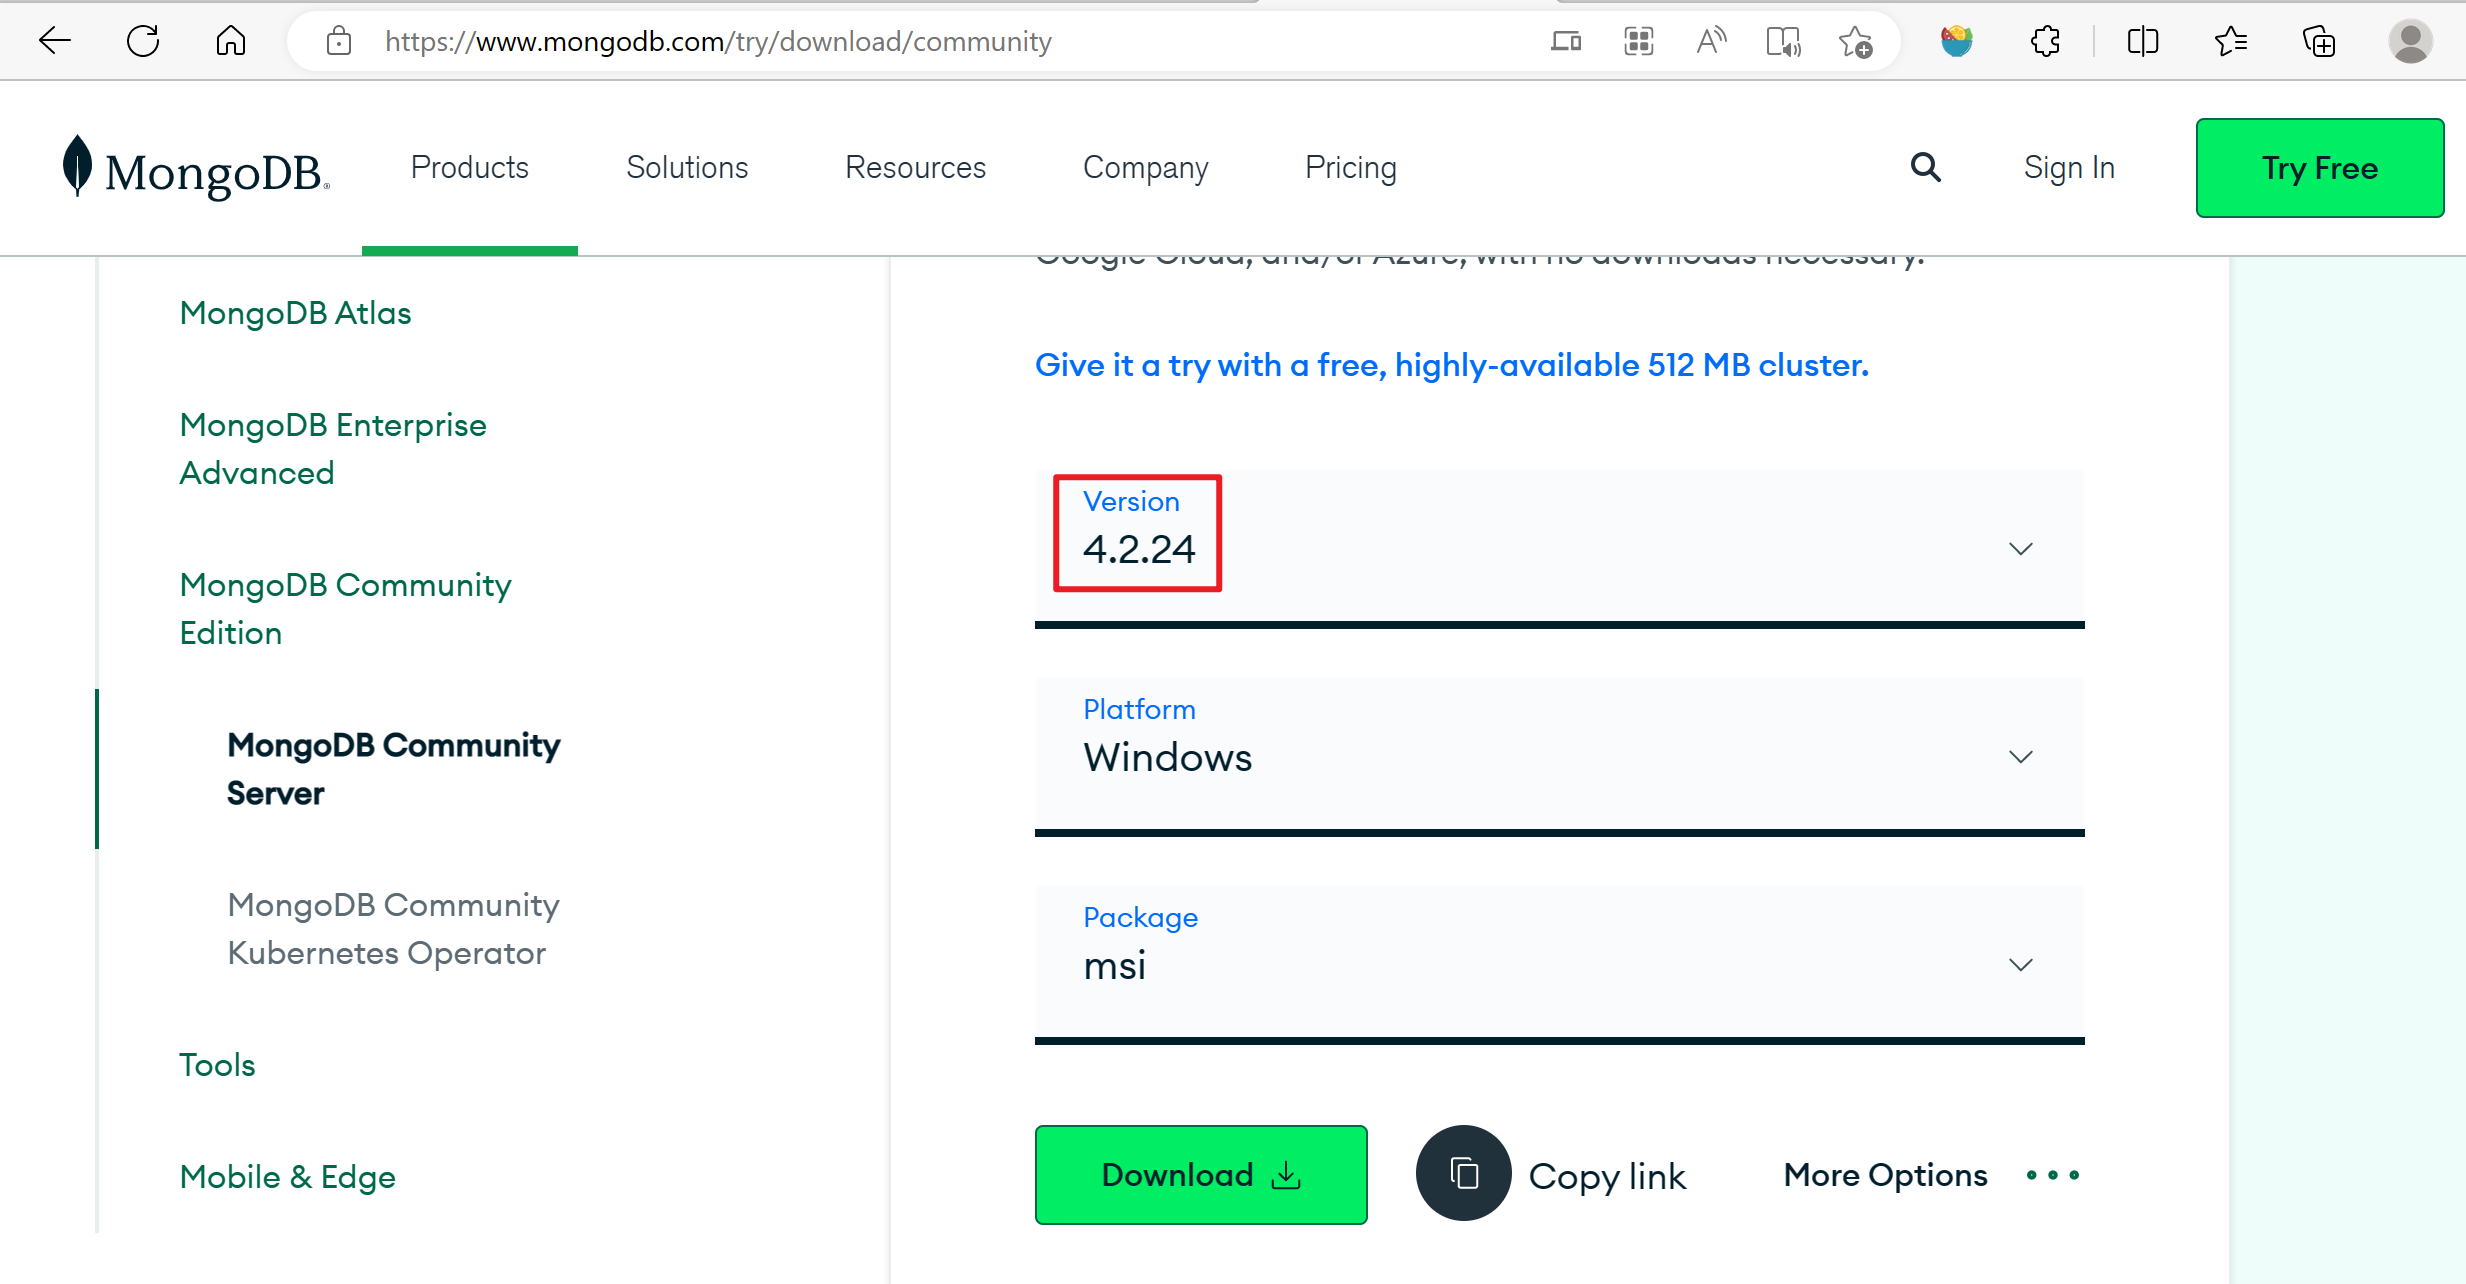 https://www.mongodb.com/try/download/community
MongoDB®
Products
Solutions
Resources
Company
Pricing
Sign In
Try Free
MongoDB Atlas
MongoDB Enterprise
Advanced
MongoDB Community
Edition
MongoDB Community
Server
MongoDB Community
Kubernetes Operator
Tools
Mobile & Edge
Google Cloud, and/or Azure, with no downloads necessary.
Give it a try with a free, highly-available 512 MB cluster.
Version
4.2.24
Platform
Windows
Package
msi
Download
Copy link
More Options